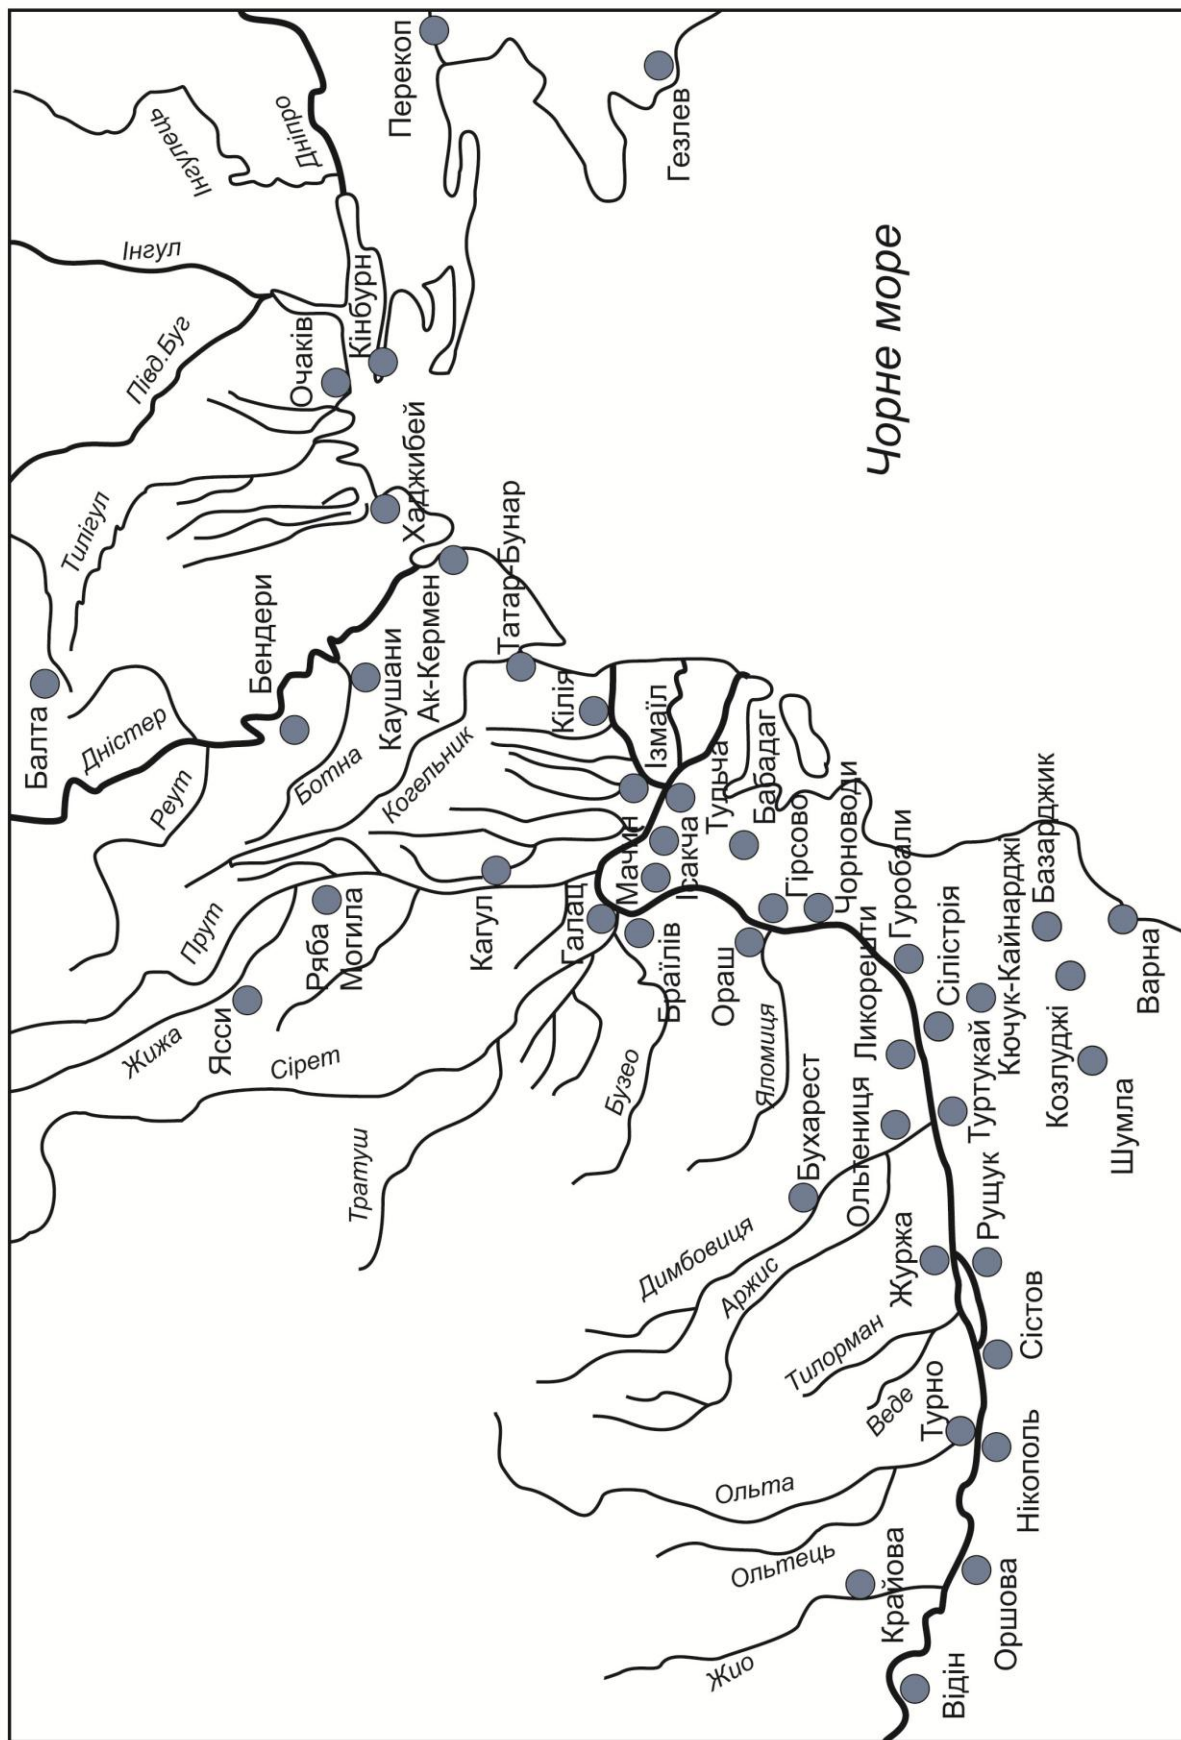 Балта
Тилігул
Півд.Буг
Інгул
Інгулець
Дніпро
Перекоп
Гезлев
Очаків
Кінбурн
Хаджибей
Дністер
Реут
Бендери
Ботна
Каушани
Ак-Кермен
Татар-Бунар
Когельник
Кілія
Ізмаїл
Прут
Ряба
Могила
Кагул
Жижа
Ясси
Сірет
Галац
Мачин
Ісакча
Тульча
Бабадаг
Браїлів
Тратуш
Бузео
Яломиця
Ораш
Гірсово
Чорноводи
Чорне море
Бухарест
Димбовиця
Аржис
Ольтениця
Ликорешти
Гуробали
Сілістрія
Туртукай
Кючук-Кайнарджі
Базарджик
Козлуджі
Варна
Шумла
Журжа
Рущук
Тилорман
Веде
Сістов
Турно
Нікополь
Ольта
Ольтець
Жио
Крайова
Оршова
Відін